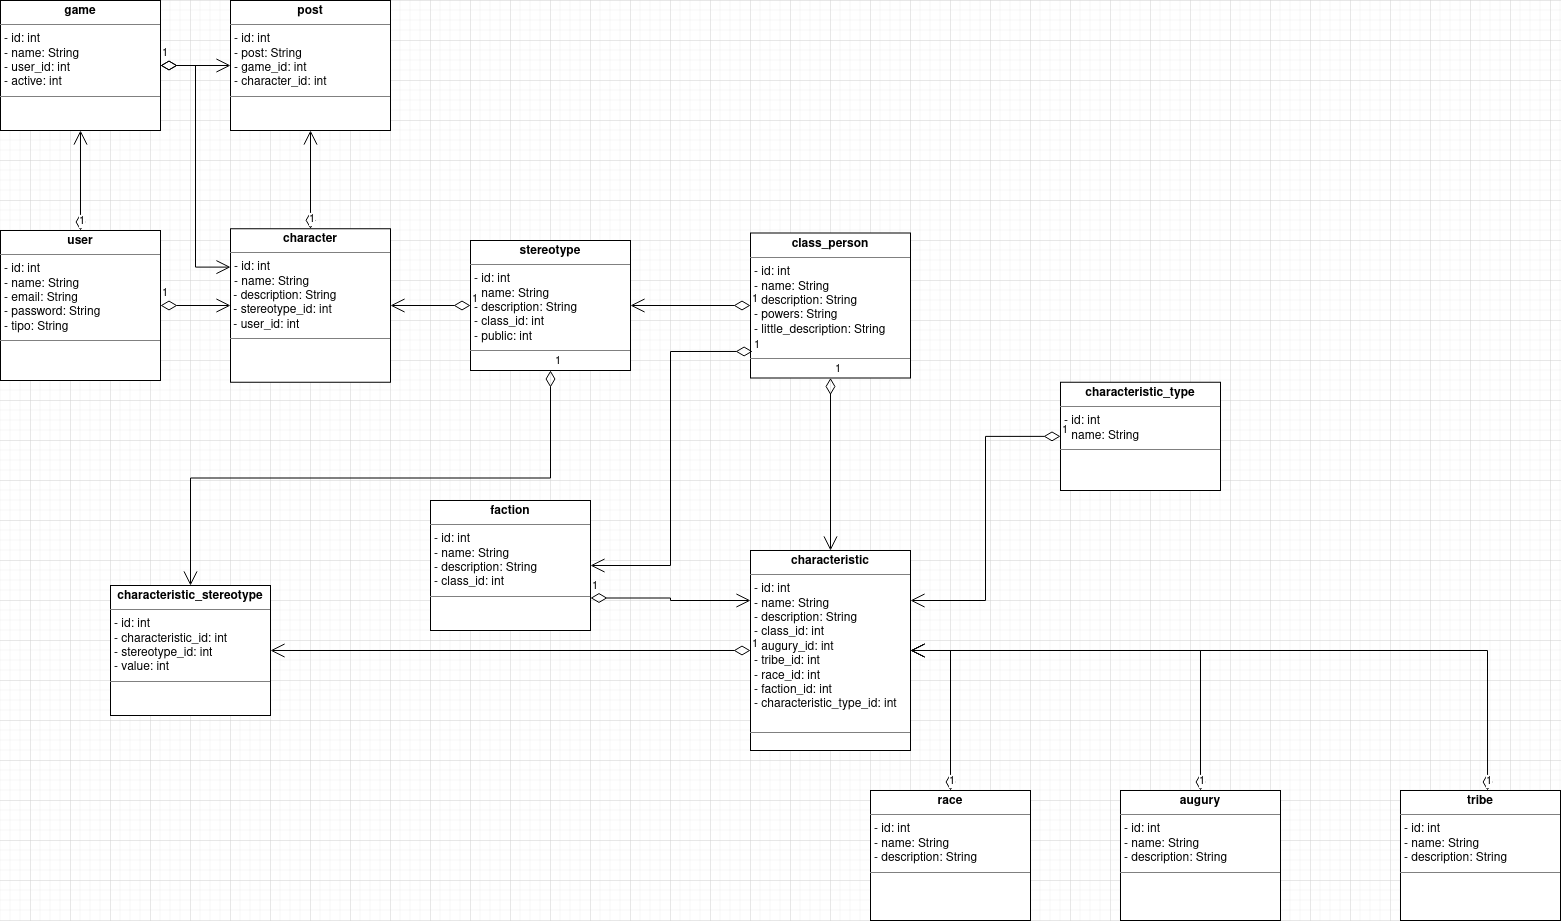 game
- id: int
- name: String
- user_id: int
- active: int
1
post
- id: int
- post: String
- game_id: int
- character_id: int
1
user
- id: int
- name: String
- email: String
- password: String
- tipo: String
1
1
character
- id: int
- name: String
- description: String
- stereotype_id: int
- user_id: int
stereotype
- id: int
1 name: String
- description: String
- class_id: int
- public: int
1
class_person
- id: int
- name: String
1 description: String
- powers: String
- little_description: String
1
1
characteristic_type
- id: int
1 name: String
faction
- id: int
- name: String
- description: String
- class_id: int
1
characteristic
- id: int
- name: String
- description: String
- class_id: int
1 augury_id: int
- tribe_id: int
- race_id: int
- faction_id: int
- characteristic_type_id: int
characteristic_stereotype
- id: int
- characteristic_id: int
- stereotype_id: int
- value: int
1
race
- id: int
- name: String
- description: String
1
augury
- id: int
- name: String
- description: String
1
tribe
- id: int
- name: String
- description: String